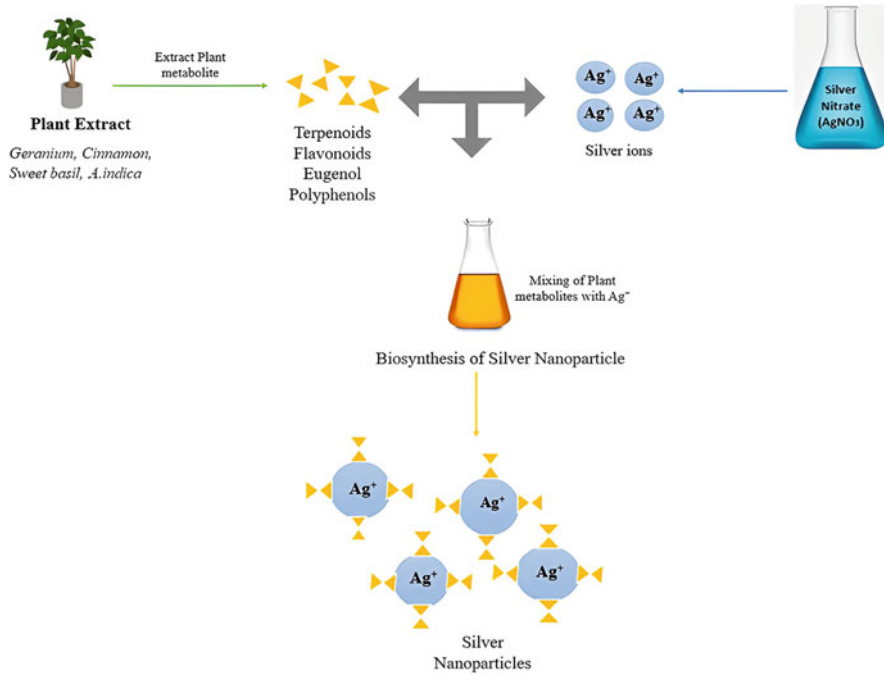 Extract Plant
metabolite
Plant Extract
Geranium, Cinnamon,
Sweet basil, A.indica
Terpenoids
Flavonoids
Eugenol
Polyphenols
Ag⁺ Ag⁺
Ag⁺ Ag⁺
Silver ions
Silver
Nitrate
(AgNO₃)
Mixing of Plant
metabolites with Ag⁺
Biosynthesis of Silver Nanoparticle
Ag⁺
Ag⁺
Ag⁺
Ag⁺
Silver
Nanoparticles